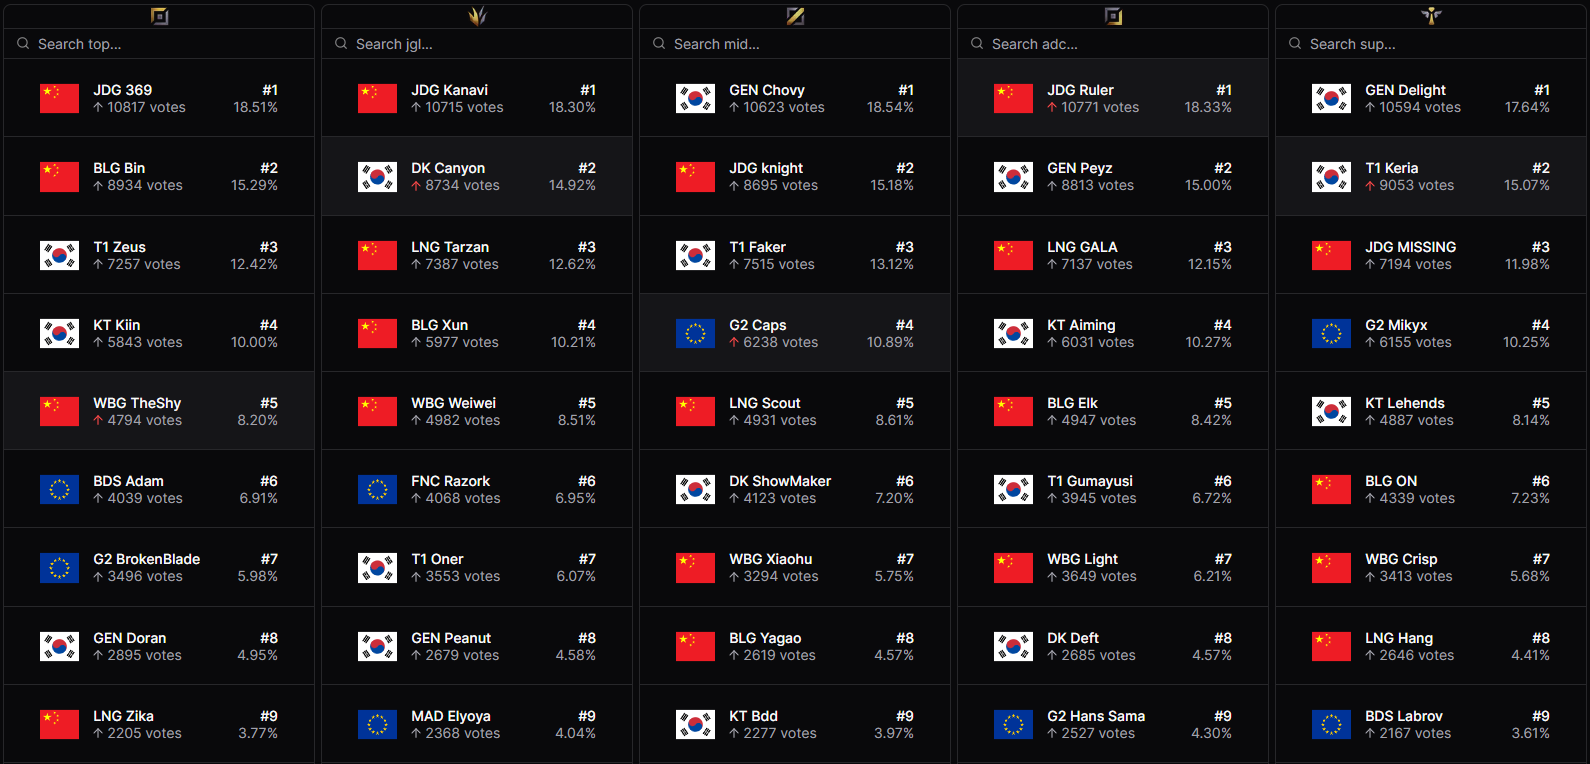 Search top...
JDG 369 #1
↑ 10817 votes 18.51%
BLG Bin #2
↑ 8934 votes 15.29%
T1 Zeus #3
↑ 7257 votes 12.42%
KT Kiin #4
↑ 5843 votes 10.00%
WBG TheShy #5
↑ 4794 votes 8.20%
BDS Adam #6
↑ 4039 votes 6.91%
G2 BrokenBlade #7
↑ 3496 votes 5.98%
GEN Doran #8
↑ 2895 votes 4.95%
LNG Zika #9
↑ 2205 votes 3.77%
Search jgl...
JDG Kanavi #1
↑ 10715 votes 18.30%
DK Canyon #2
↑ 8734 votes 14.92%
LNG Tarzan #3
↑ 7387 votes 12.62%
BLG Xun #4
↑ 5977 votes 10.21%
WBG Weiwei #5
↑ 4982 votes 8.51%
FNC Razork #6
↑ 4068 votes 6.95%
T1 Oner #7
↑ 3553 votes 6.07%
GEN Peanut #8
↑ 2679 votes 4.58%
MAD Elyoya #9
↑ 2368 votes 4.04%
Search mid...
GEN Chovy #1
↑ 10623 votes 18.54%
JDG knight #2
↑ 8695 votes 15.18%
T1 Faker #3
↑ 7515 votes 13.12%
G2 Caps #4
↑ 6238 votes 10.89%
LNG Scout #5
↑ 4931 votes 8.61%
DK ShowMaker #6
↑ 4123 votes 7.20%
WBG Xiaohu #7
↑ 3294 votes 5.75%
BLG Yagao #8
↑ 2619 votes 4.57%
KT Bdd #9
↑ 2277 votes 3.97%
Search adc...
JDG Ruler #1
↑ 10771 votes 18.33%
GEN Peyz #2
↑ 8813 votes 15.00%
LNG GALA #3
↑ 7137 votes 12.15%
KT Aiming #4
↑ 6031 votes 10.27%
BLG Elk #5
↑ 4947 votes 8.42%
T1 Gumayusi #6
↑ 3945 votes 6.72%
WBG Light #7
↑ 3649 votes 6.21%
DK Deft #8
↑ 2685 votes 4.57%
G2 Hans Sama #9
↑ 2527 votes 4.30%
Search sup...
GEN Delight #1
↑ 10594 votes 17.64%
T1 Keria #2
↑ 9053 votes 15.07%
JDG MISSING #3
↑ 7194 votes 11.98%
G2 Mikyx #4
↑ 6155 votes 10.25%
KT Lehends #5
↑ 4887 votes 8.14%
BLG ON #6
↑ 4339 votes 7.23%
WBG Crisp #7
↑ 3413 votes 5.68%
LNG Hang #8
↑ 2646 votes 4.41%
BDS Labrov #9
↑ 2167 votes 3.61%